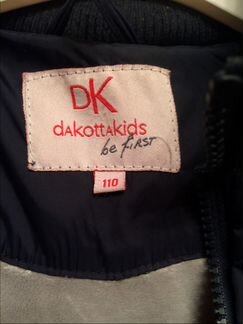 DK
dAkottAkids
be fiRST
110